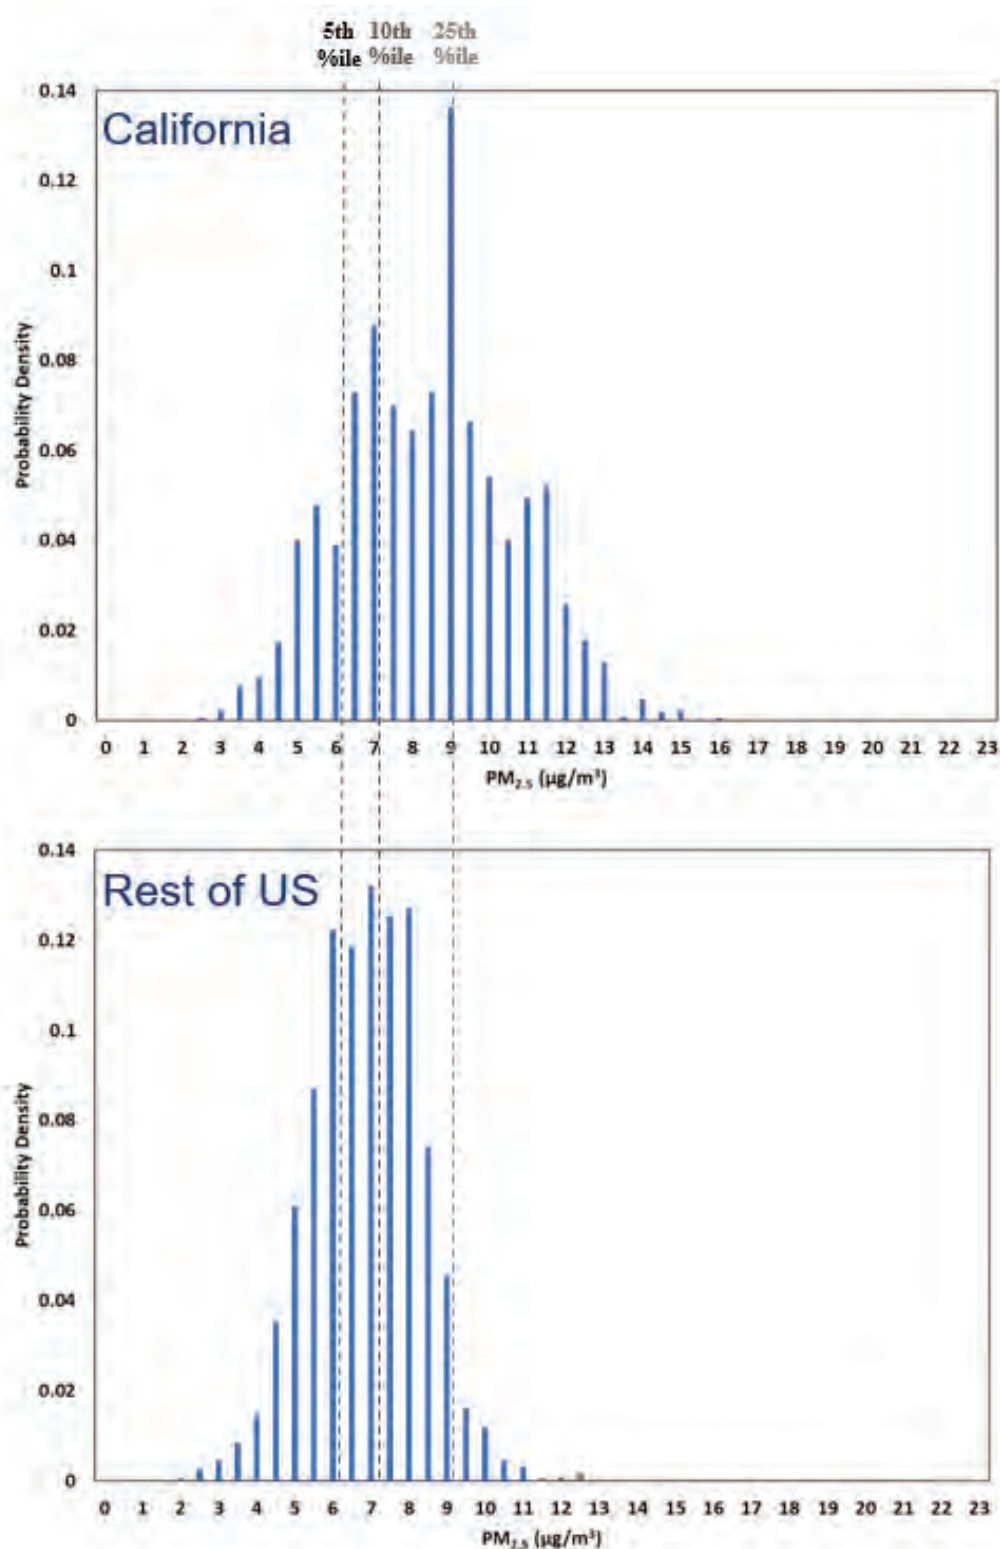 5th 10th 25th
%ile %ile %ile
0.14
California
0.12
0.1
0.08
0.06
0.04
0.02
0
Probability Density
0 1 2 3 4 5 6 7 8 9 10 11 12 13 14 15 16 17 18 19 20 21 22 23
PM2.5 (µg/m³)
0.14
Rest of US
0.12
0.1
0.08
0.06
0.04
0.02
0
Probability Density
0 1 2 3 4 5 6 7 8 9 10 11 12 13 14 15 16 17 18 19 20 21 22 23
PM2.5 (µg/m³)